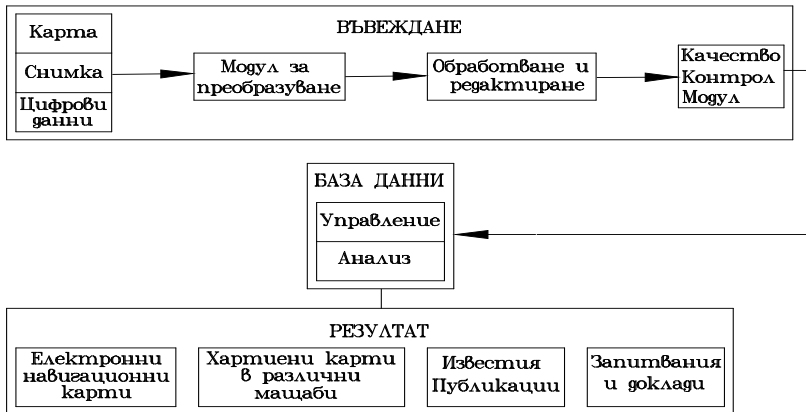 ВЪВЕЖДАНЕ
Карта
Снимка
Цифрови
данни
Модул за
преобразуване
Обработване и
редактиране
Качество
Контрол
Модул
БАЗА ДАННИ
Управление
Анализ
РЕЗУЛТАТ
Електронни
навигационни
карти
Хартиени карти
в различни
мащаби
Известия
Публикации
Запитвания
и доклади